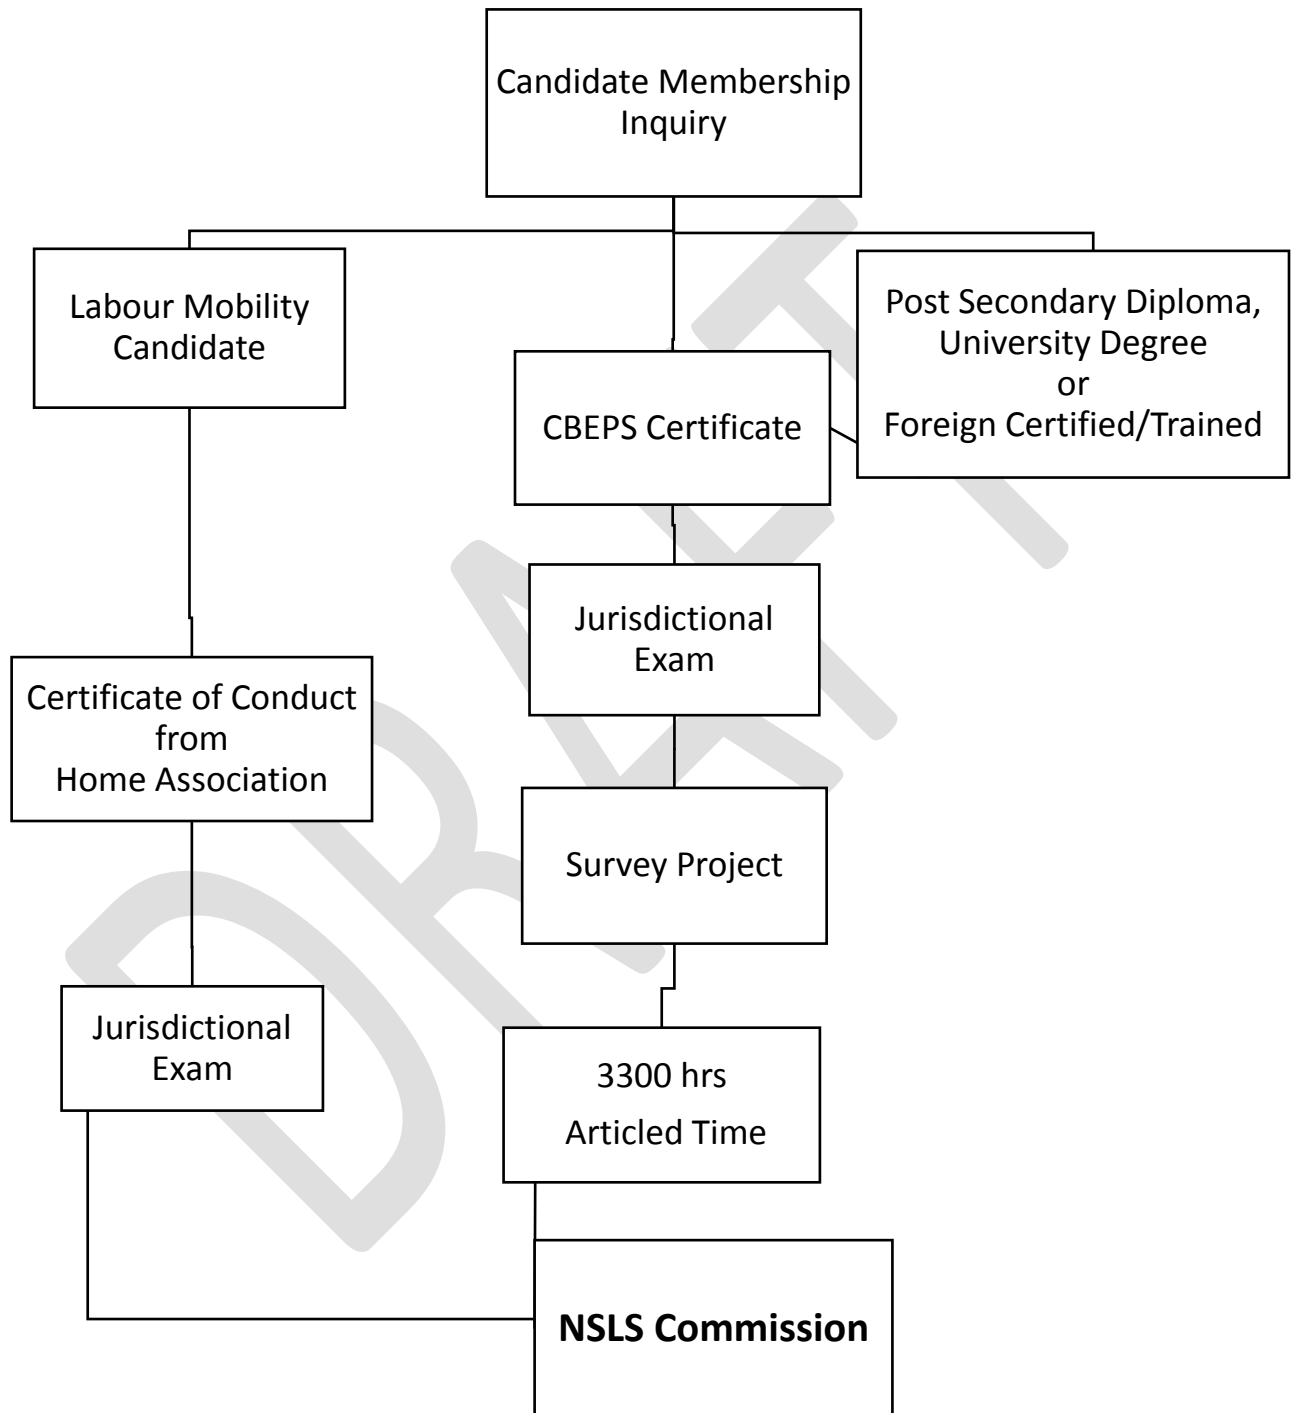 Candidate Membership
Inquiry
Labour Mobility
Candidate
Post Secondary Diploma,
University Degree
or
Foreign Certified/Trained
CBEPS Certificate
Jurisdictional
Exam
Certificate of Conduct
from
Home Association
Survey Project
Jurisdictional
Exam
3300 hrs
Articled Time
NSLS Commission
DRAFT